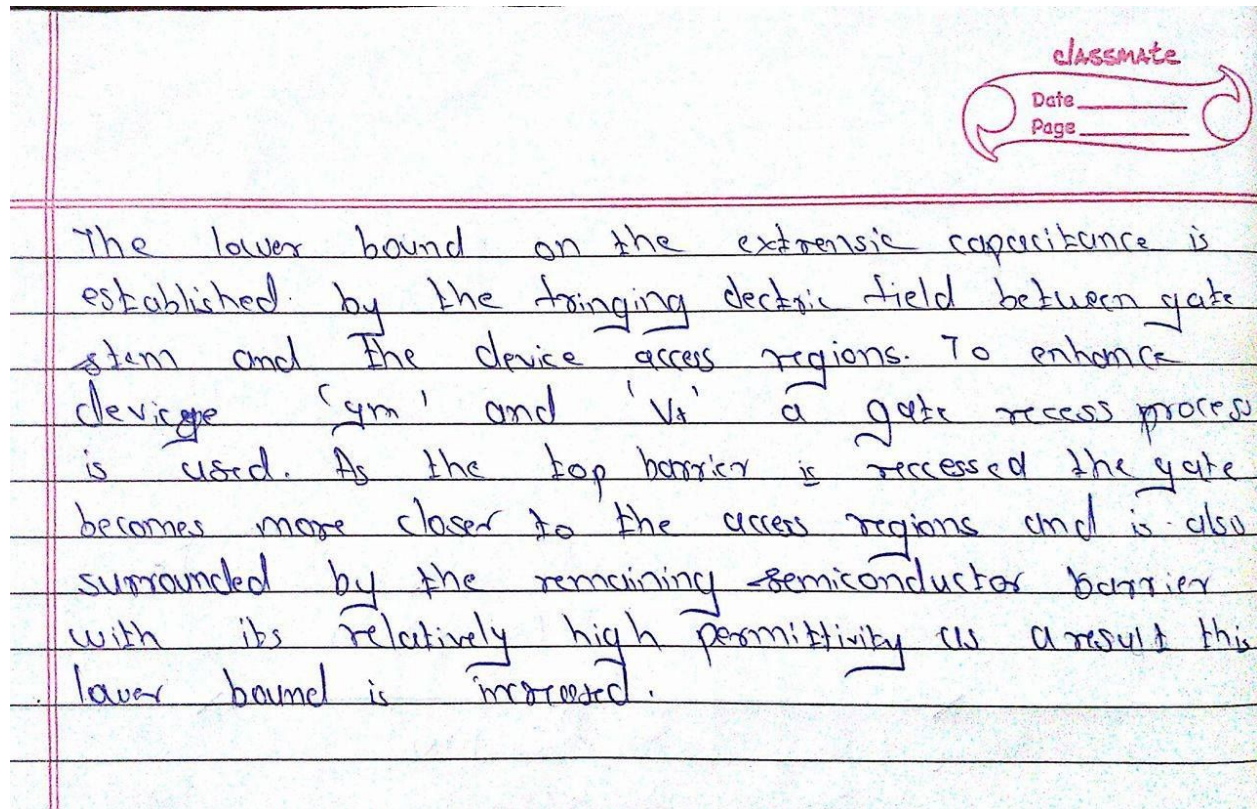 classmate
Date
Page
The lower bound on the extrensic capacitance is
established by the fringing electric field between gate
stem and the device access regions. To enhance
device 'gm' and 'Vt' a gate recess process
is used. As the top barrier is reccessed the gate
becomes more closer to the access regions and is also
surrounded by the remaining semiconductor barrier
with its relatively high permittivity as a result this
lower bound is increased.